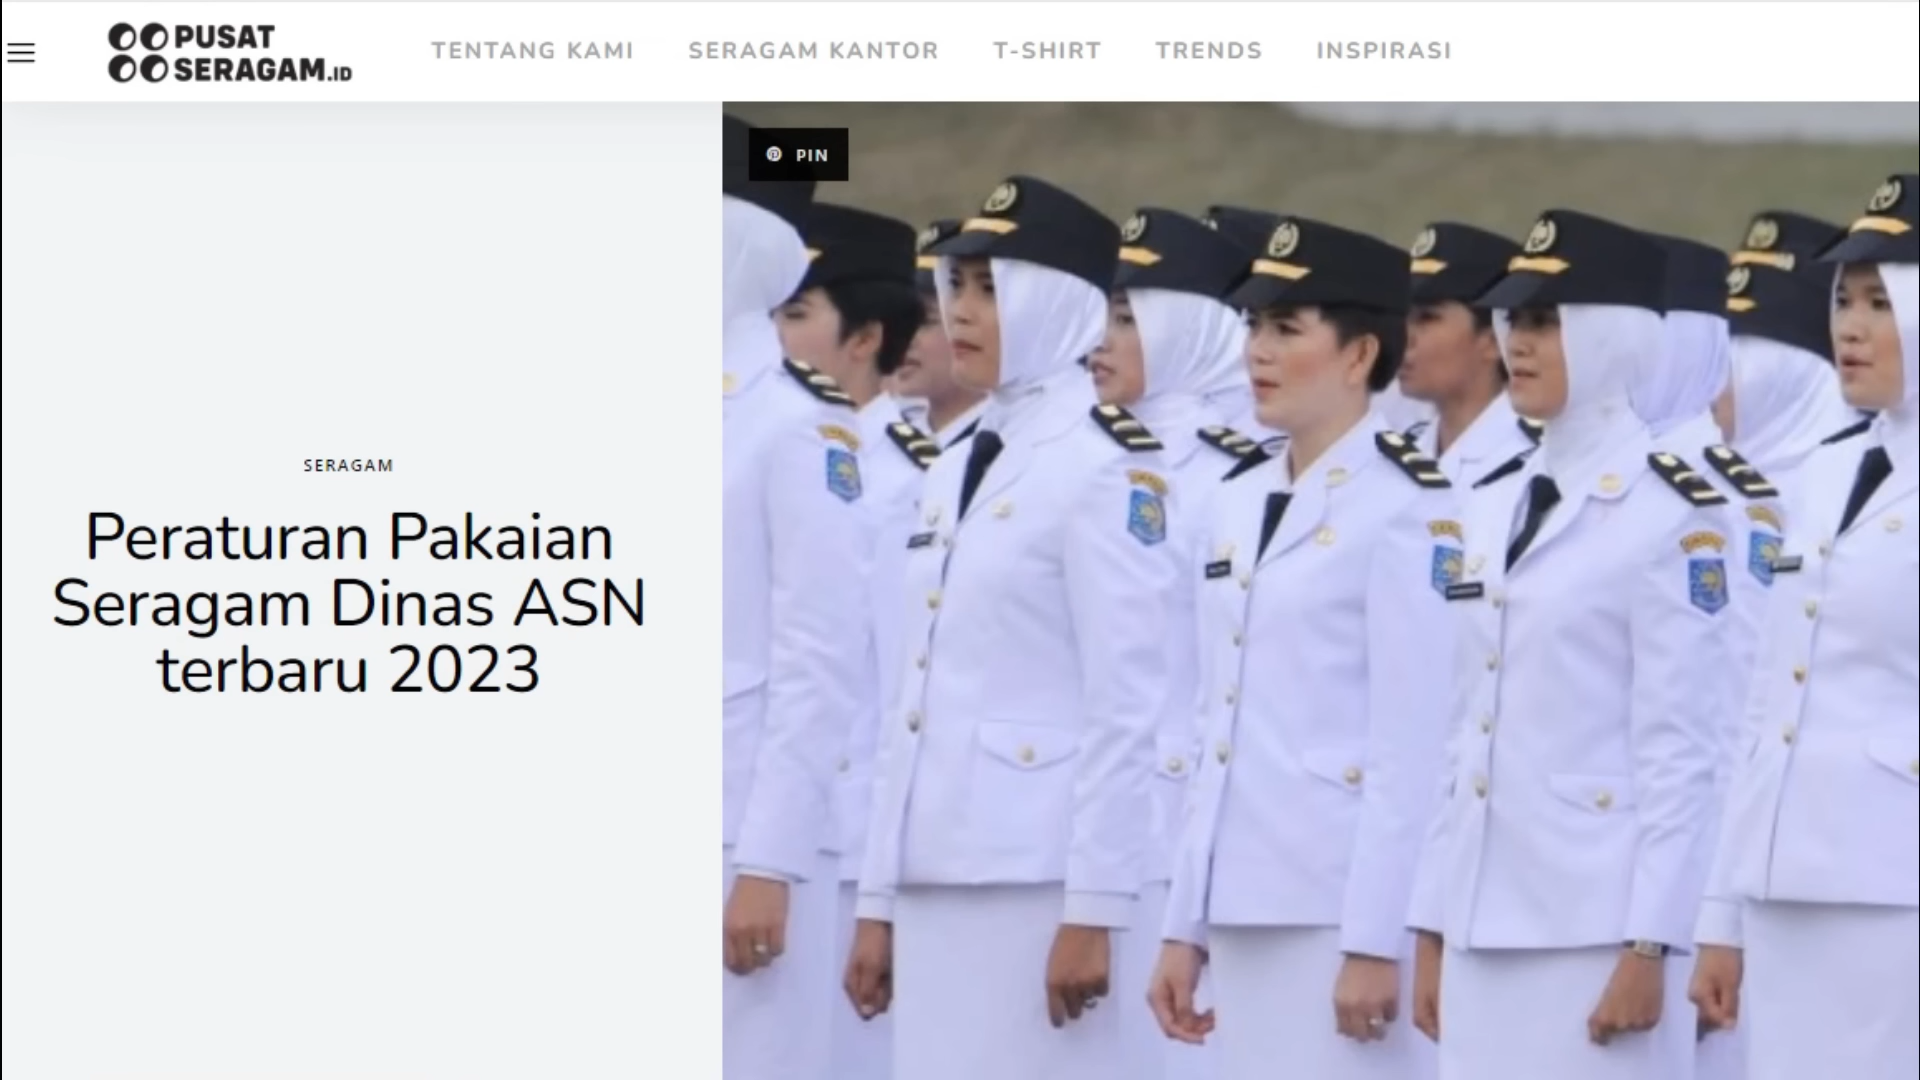 PUSAT
SERAGAM.ID
TENTANG KAMI
SERAGAM KANTOR
T-SHIRT
TRENDS
INSPIRASI
PIN
SERAGAM
Peraturan Pakaian
Seragam Dinas ASN
terbaru 2023